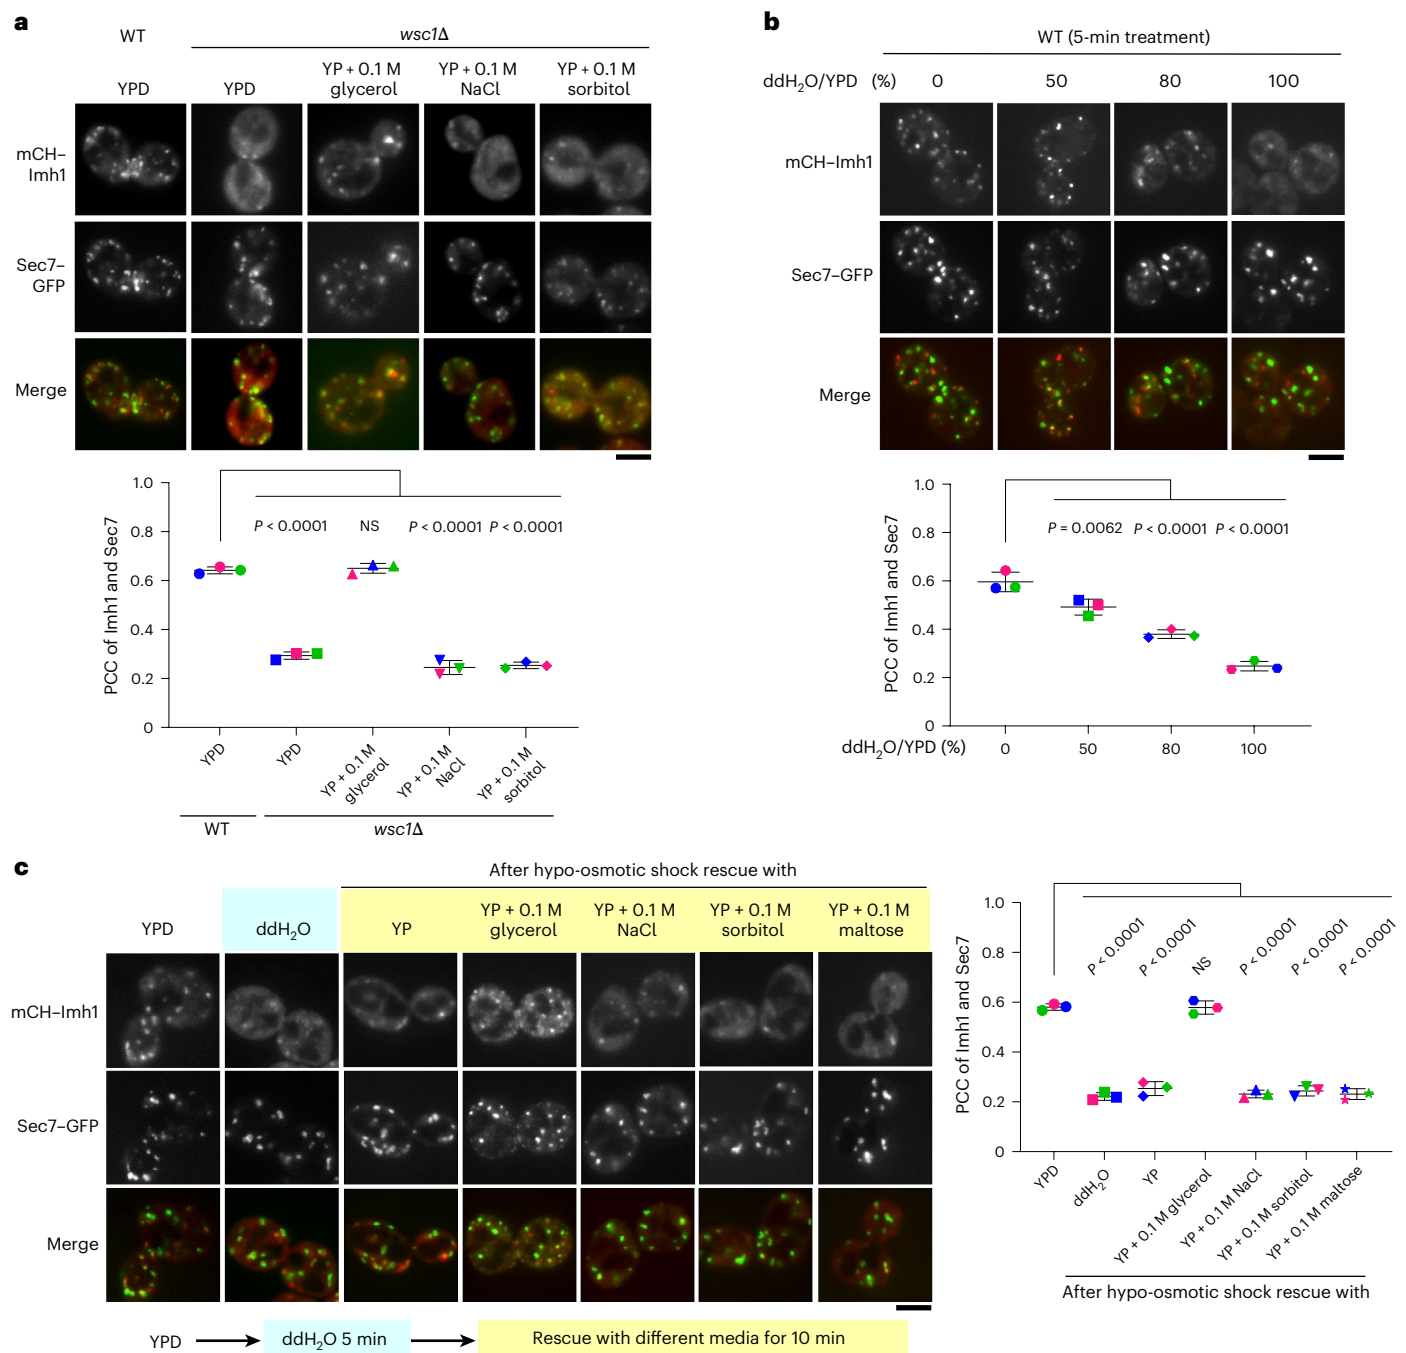 a
WT
wsc1Δ
YPD
YPD
YP + 0.1 M
glycerol
YP + 0.1 M
NaCl
YP + 0.1 M
sorbitol
mCH–
Imh1
Sec7–
GFP
Merge
PCC of Imh1 and Sec7
1.0
0.8
0.6
0.4
0.2
0
P < 0.0001
NS
P < 0.0001
P < 0.0001
YPD
YPD
YP + 0.1 M
glycerol
YP + 0.1 M
NaCl
YP + 0.1 M
sorbitol
WT
wsc1Δ
b
WT (5-min treatment)
ddH2O/YPD (%) 0 50 80 100
mCH–Imh1
Sec7–GFP
Merge
PCC of Imh1 and Sec7
1.0
0.8
0.6
0.4
0.2
0
P = 0.0062
P < 0.0001
P < 0.0001
ddH2O/YPD (%) 0 50 80 100
c
After hypo-osmotic shock rescue with
YPD
ddH2O
YP
YP + 0.1 M
glycerol
YP + 0.1 M
NaCl
YP + 0.1 M
sorbitol
YP + 0.1 M
maltose
mCH–Imh1
Sec7–GFP
Merge
YPD
ddH2O 5 min
Rescue with different media for 10 min
PCC of Imh1 and Sec7
1.0
0.8
0.6
0.4
0.2
0
P < 0.0001
P < 0.0001
NS
P < 0.0001
P < 0.0001
P < 0.0001
YPD
ddH2O
YP
YP + 0.1 M glycerol
YP + 0.1 M NaCl
YP + 0.1 M sorbitol
YP + 0.1 M maltose
After hypo-osmotic shock rescue with